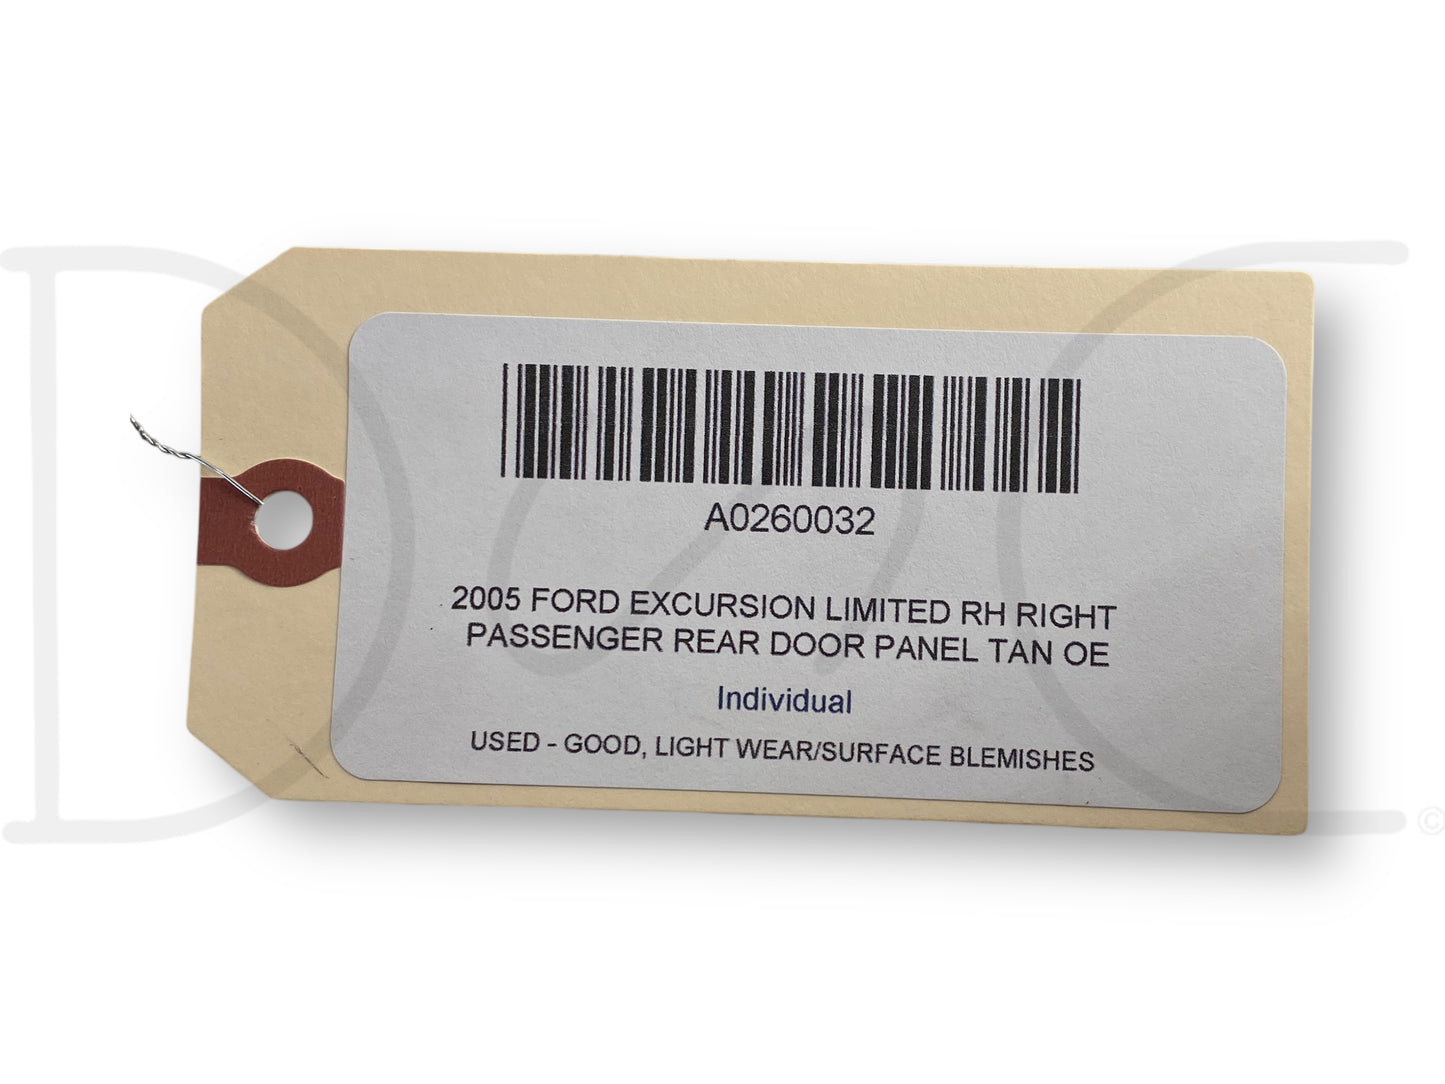 A0260032
2005 FORD EXCURSION LIMITED RH RIGHT
PASSENGER REAR DOOR PANEL TAN OE
Individual
USED - GOOD, LIGHT WEAR/SURFACE BLEMISHES
©